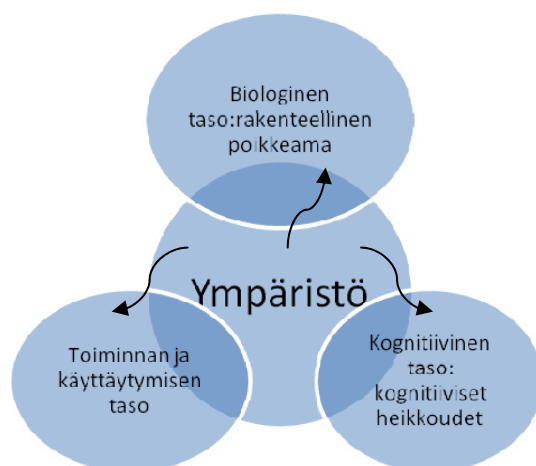 Biologinen
taso:rakenteellinen
poikkeama
Ympäristö
Toiminnan ja
käyttäytymisen
taso
Kognitiivinen
taso:
kognitiiviset
heikkoudet